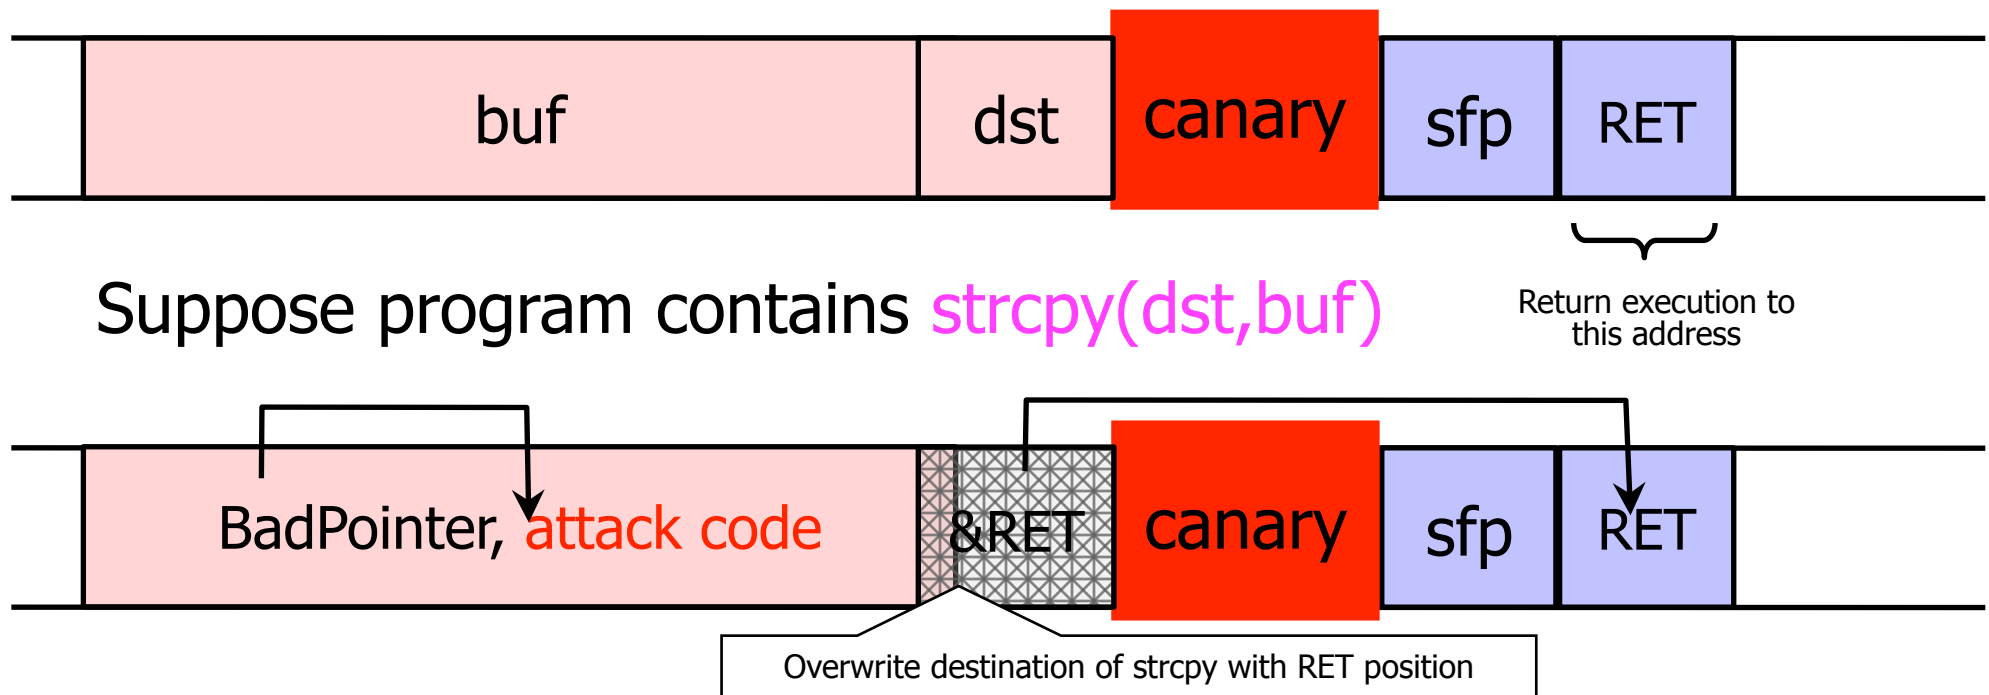 buf dst canary sfp RET
Suppose program contains strcpy(dst,buf)
Return execution to
this address
BadPointer, attack code &RET canary sfp RET
Overwrite destination of strcpy with RET position